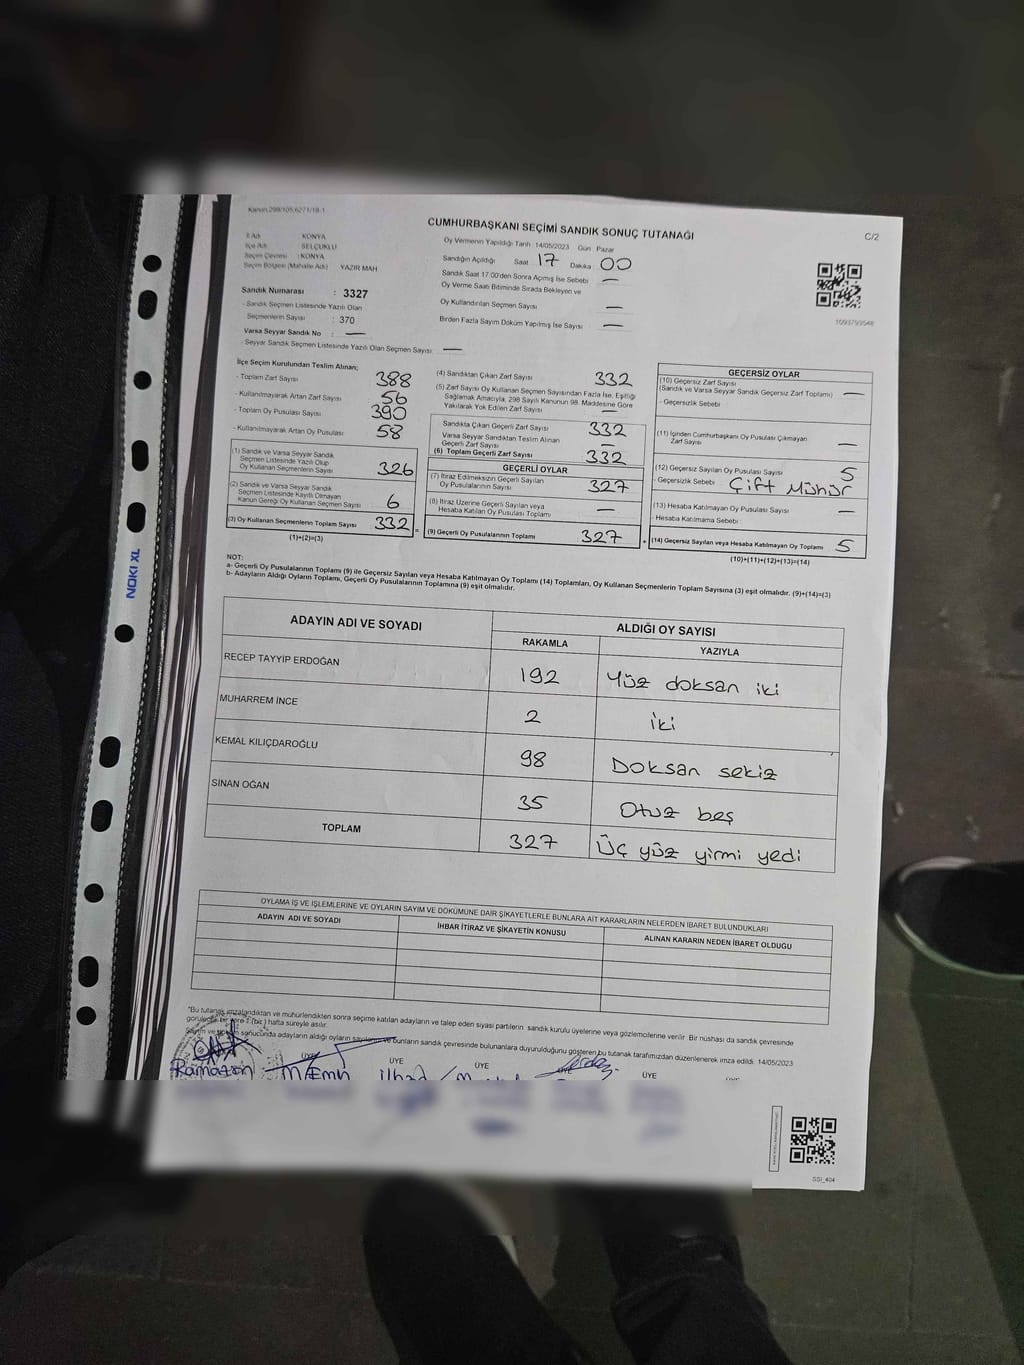 Kanun 298/105,6271/18-1
CUMHURBAŞKANI SEÇİMİ SANDIK SONUÇ TUTANAĞI
C/2
İl Adı : KONYA
İlçe Adı : SELÇUKLU
Seçim Çevresi : KONYA
Seçim Bölgesi (Mahalle Adı) YAZIR MAH
Sandık Numarası : 3327
- Sandık Seçmen Listesinde Yazılı Olan
Seçmenlerin Sayısı : 370
Varsa Seyyar Sandık No : —
- Seyyar Sandık Seçmen Listesinde Yazılı Olan Seçmen Sayısı : —
Oy Vermenin Yapıldığı Tarih : 14/05/2023 Gün : Pazar
Sandığın Açıldığı Saat 17 Dakika 00
Sandık Saat 17:00'den Sonra Açılmış İse Sebebi —
Oy Verme Saati Bitiminde Sırada Bekleyen ve
Oy Kullandırılan Seçmen Sayısı —
Birden Fazla Sayım Döküm Yapılmış İse Sayısı —
1093793548
İlçe Seçim Kurulundan Teslim Alınan;
- Toplam Zarf Sayısı 388
- Kullanılmayarak Artan Zarf Sayısı 56
- Toplam Oy Pusulası Sayısı 390
- Kullanılmayarak Artan Oy Pusulası 58
(1) Sandık ve Varsa Seyyar Sandık
Seçmen Listesinde Yazılı Olup
Oy Kullanan Seçmenlerin Sayısı 326
(2) Sandık ve Varsa Seyyar Sandık
Seçmen Listesinde Kayıtlı Olmayan
Kanun Gereği Oy Kullanan Seçmen Sayısı 6
(3) Oy Kullanan Seçmenlerin Toplam Sayısı 332 =
(1)+(2)=(3)
(4) Sandıktan Çıkan Zarf Sayısı 332
(5) Zarf Sayısı Oy Kullanan Seçmen Sayısından Fazla İse, Eşitliği
Sağlamak Amacıyla, 298 Sayılı Kanunun 98. Maddesine Göre
Yakılarak Yok Edilen Zarf Sayısı —
Sandıkta Çıkan Geçerli Zarf Sayısı 332
Varsa Seyyar Sandıktan Teslim Alınan
Geçerli Zarf Sayısı —
(6) Toplam Geçerli Zarf Sayısı 332
GEÇERLİ OYLAR
(7) İtiraz Edilmeksizin Geçerli Sayılan
Oy Pusulalarının Sayısı 327
(8) İtiraz Üzerine Geçerli Sayılan veya
Hesaba Katılan Oy Pusulası Toplamı —
(9) Geçerli Oy Pusulalarının Toplamı 327 +
GEÇERSİZ OYLAR
(10) Geçersiz Zarf Sayısı
(Sandık ve Varsa Seyyar Sandık Geçersiz Zarf Toplamı) —
- Geçersizlik Sebebi
(11) İçinden Cumhurbaşkanı Oy Pusulası Çıkmayan
Zarf Sayısı —
(12) Geçersiz Sayılan Oy Pusulası Sayısı 5
- Geçersizlik Sebebi : Çift Mühür
(13) Hesaba Katılmayan Oy Pusulası Sayısı —
- Hesaba Katılmama Sebebi :
(14) Geçersiz Sayılan veya Hesaba Katılmayan Oy Toplamı 5
(10)+(11)+(12)+(13)=(14)
NOT:
a- Geçerli Oy Pusulalarının Toplamı (9) ile Geçersiz Sayılan veya Hesaba Katılmayan Oy Toplamı (14) Toplamları, Oy Kullanan Seçmenlerin Toplam Sayısına (3) eşit olmalıdır. (9)+(14)=(3)
b- Adayların Aldığı Oyların Toplamı, Geçerli Oy Pusulalarının Toplamına (9) eşit olmalıdır.
ADAYIN ADI VE SOYADI
ALDIĞI OY SAYISI
RAKAMLA YAZIYLA
RECEP TAYYİP ERDOĞAN 192 Yüz doksan iki
MUHARREM İNCE 2 iki
KEMAL KILIÇDAROĞLU 98 Doksan sekiz
SİNAN OĞAN 35 Otuz beş
TOPLAM 327 Üç yüz yirmi yedi
OYLAMA İŞ VE İŞLEMLERİNE VE OYLARIN SAYIM VE DÖKÜMÜNE DAİR ŞİKAYETLERLE BUNLARA AİT KARARLARIN NELERDEN İBARET BULUNDUKLARI
ADAYIN ADI VE SOYADI İHBAR İTİRAZ VE ŞİKAYETİN KONUSU ALINAN KARARIN NEDEN İBARET OLDUĞU
*Bu tutanak imzalandıktan ve mühürlendikten sonra seçime katılan adayların ve talep eden siyasi partilerin sandık kurulu üyelerine veya gözlemcilerine verilir. Bir nüshası da sandık çevresinde
görülecek bir yere 1 (bir) hafta süreyle asılır.
Sayım ve döküm sonucunda adayların aldığı oyların sayılarını ve bunların sandık çevresinde bulunanlara duyurulduğunu gösteren bu tutanak tarafımızdan düzenlenerek imza edildi. 14/05/2023
ÜYE ÜYE ÜYE ÜYE
Ramazan
NOKI XL
SSI_404